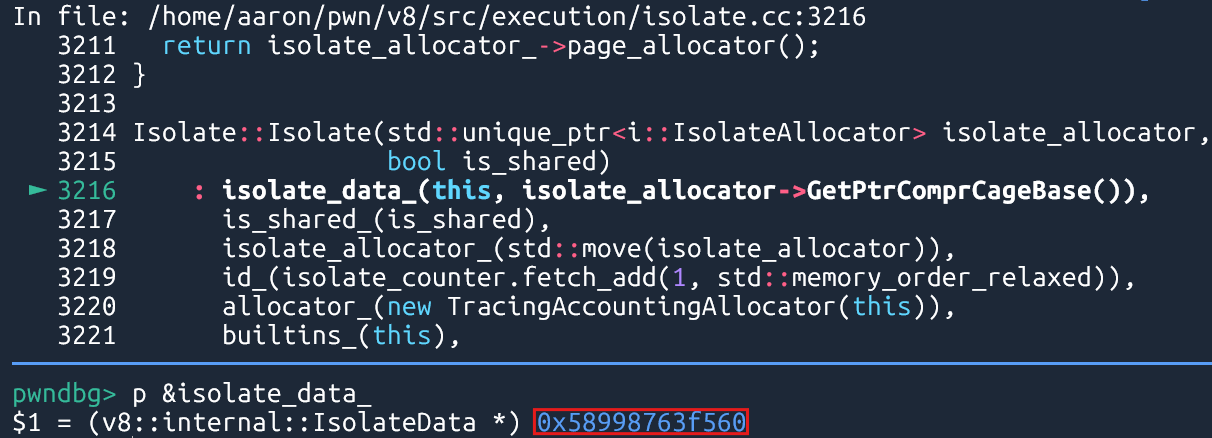 In file: /home/aaron/pwn/v8/src/execution/isolate.cc:3216
3211 return isolate_allocator_->page_allocator();
3212 }
3213
3214 Isolate::Isolate(std::unique_ptr<i::IsolateAllocator> isolate_allocator,
3215 bool is_shared)
► 3216 : isolate_data_(this, isolate_allocator->GetPtrComprCageBase()),
3217 is_shared_(is_shared),
3218 isolate_allocator_(std::move(isolate_allocator)),
3219 id_(isolate_counter.fetch_add(1, std::memory_order_relaxed)),
3220 allocator_(new TracingAccountingAllocator(this)),
3221 builtins_(this),
pwndbg> p &isolate_data_
$1 = (v8::internal::IsolateData *) 0x58998763f560